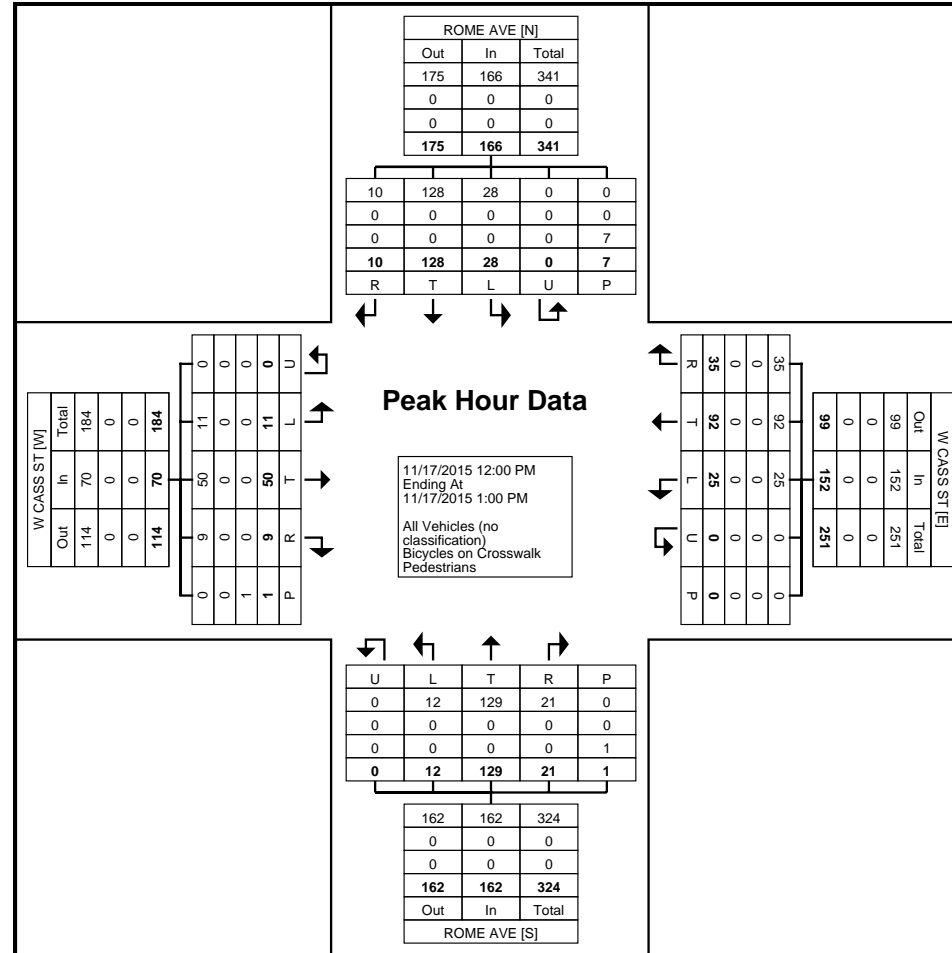 ROME AVE [N]
Out In Total
175 166 341
0 0 0
0 0 0
175 166 341
10 128 28 0 0
0 0 0 0 0
0 0 0 0 7
10 128 28 0 7
R T L U P
W CASS ST [W]
Total In Out
184 70 114
0 0 0
0 0 0
184 70 114
0 11 50 9 0
0 0 0 0 0
0 0 0 0 1
0 11 50 9 1
U L T R P
Peak Hour Data
11/17/2015 12:00 PM
Ending At
11/17/2015 1:00 PM
All Vehicles (no
classification)
Bicycles on Crosswalk
Pedestrians
R T L U P
35 92 25 0 0
0 0 0 0 0
0 0 0 0 0
35 92 25 0 0
99 152 251
0 0 0
0 0 0
99 152 251
Out In Total
W CASS ST [E]
U L T R P
0 12 129 21 0
0 0 0 0 0
0 0 0 0 1
0 12 129 21 1
162 162 324
0 0 0
0 0 0
162 162 324
Out In Total
ROME AVE [S]